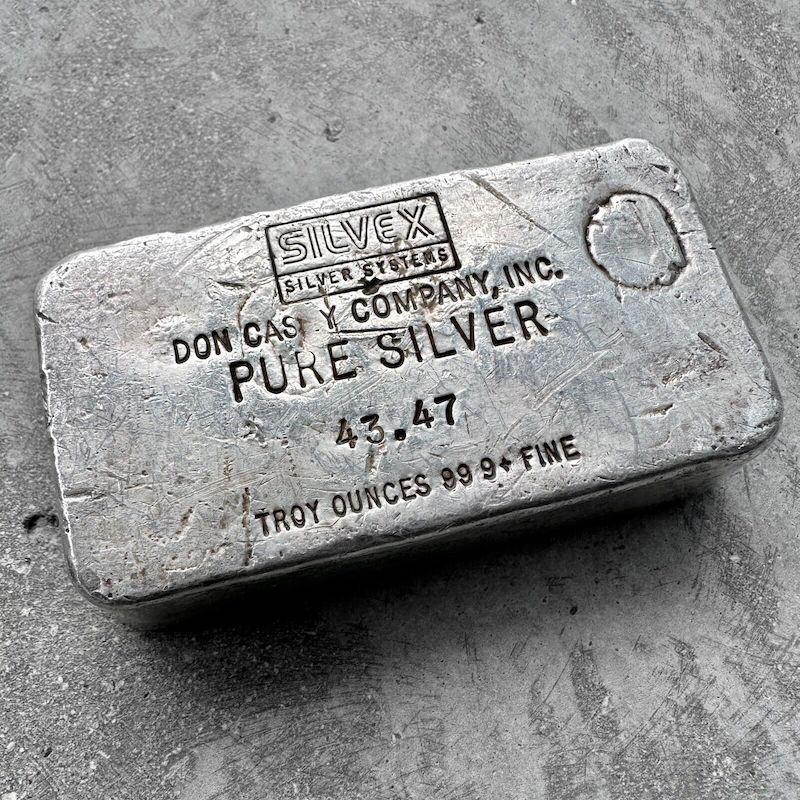 SILVEX
SILVER SYSTEMS
DON CAS Y COMPANY, INC.
PURE SILVER
43.47
TROY OUNCES 99 9+ FINE